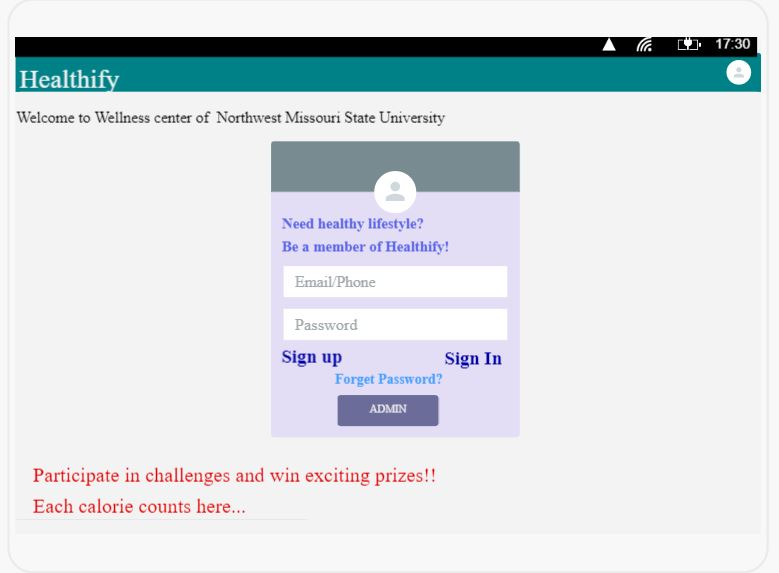 17:30
Healthify
Welcome to Wellness center of Northwest Missouri State University
Need healthy lifestyle?
Be a member of Healthify!
Email/Phone
Password
Sign up Sign In
Forget Password?
ADMIN
Participate in challenges and win exciting prizes!!
Each calorie counts here...